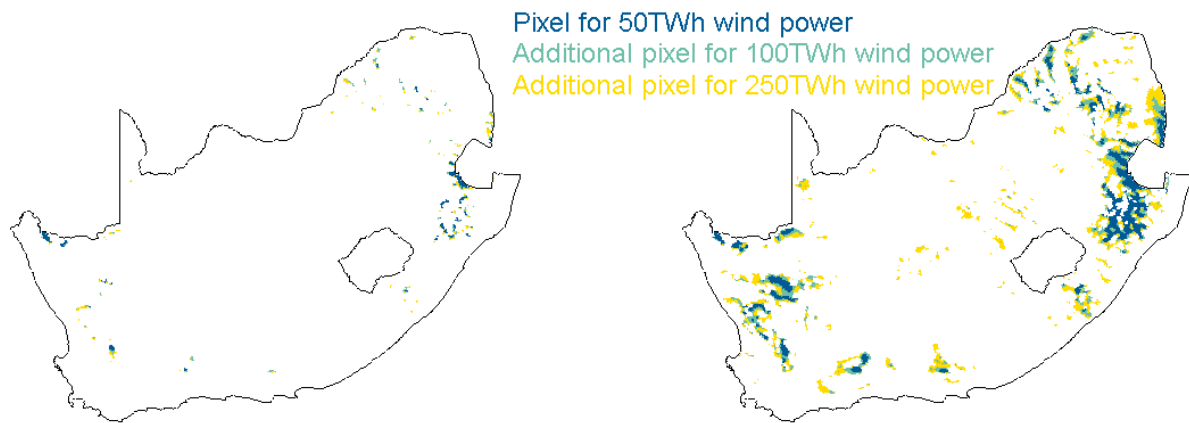 Pixel for 50TWh wind power
Additional pixel for 100TWh wind power
Additional pixel for 250TWh wind power